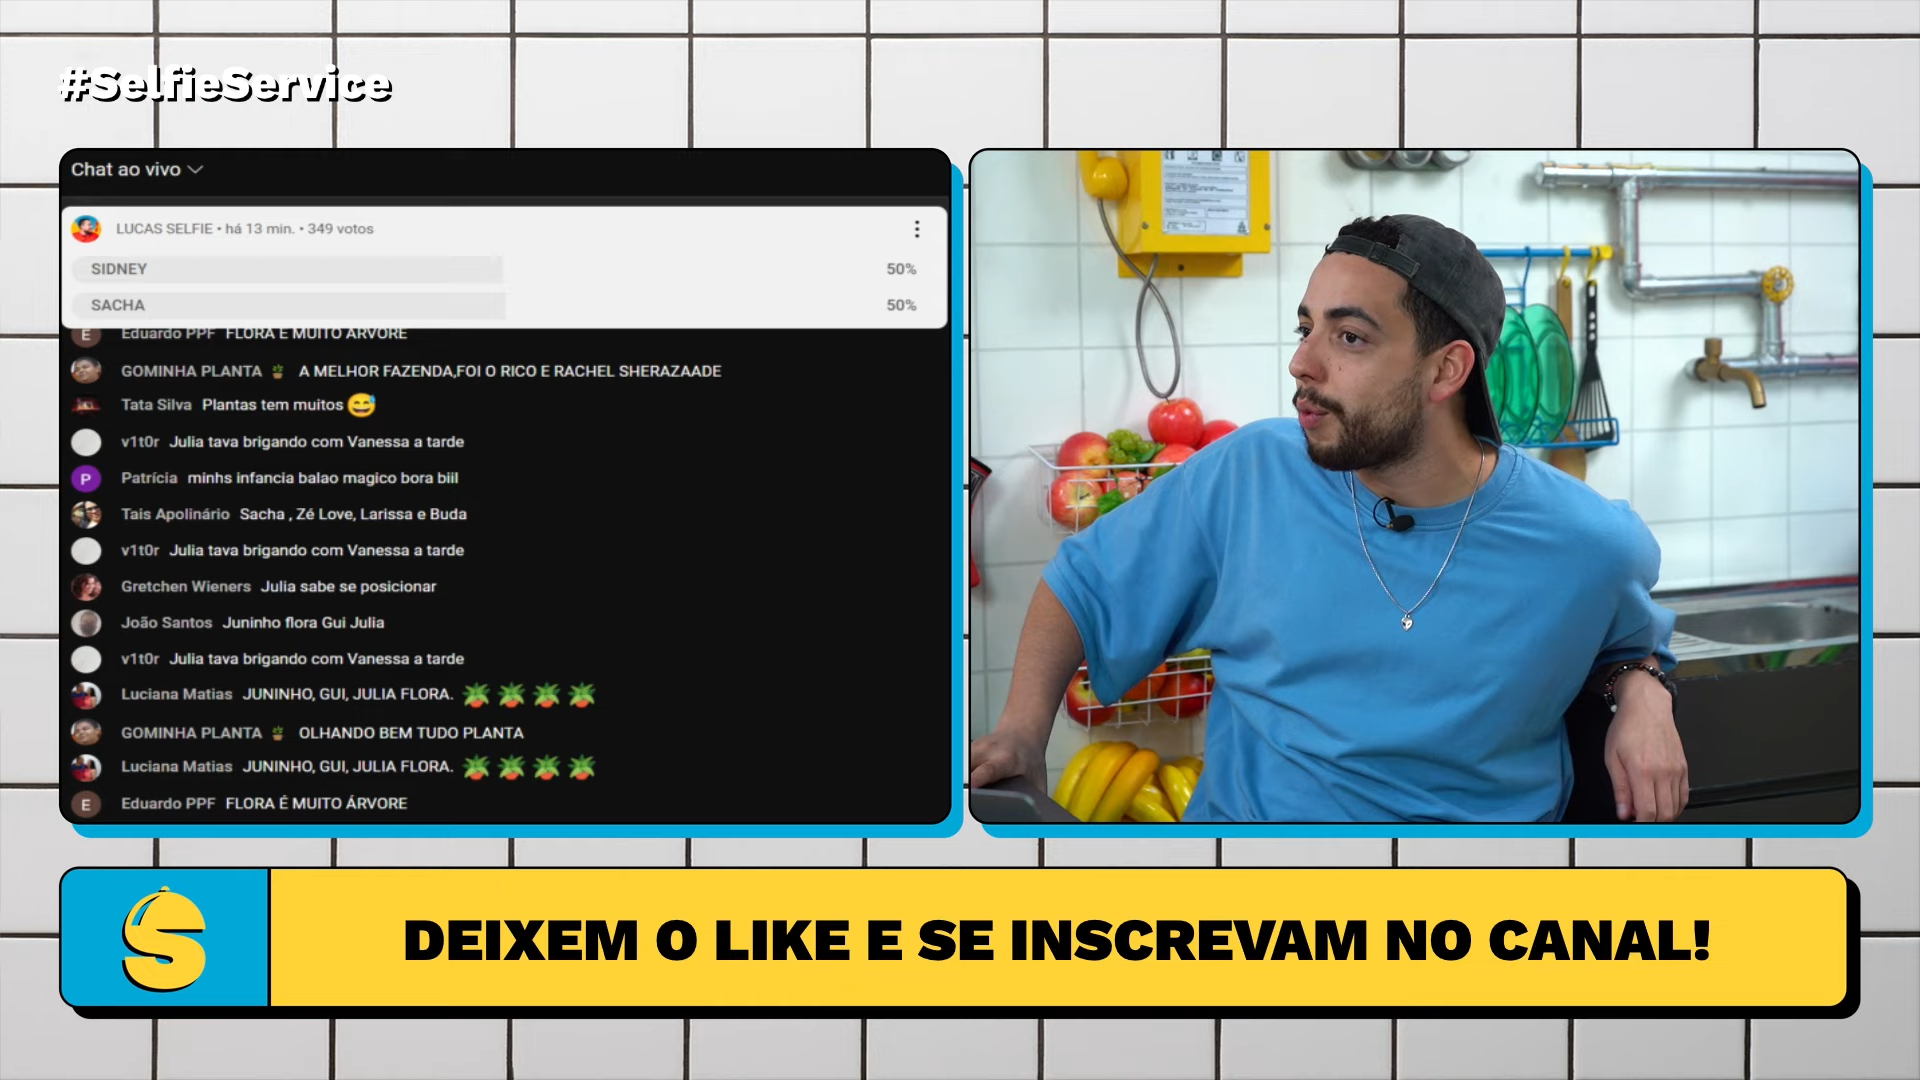 #SelfieService
Chat ao vivo
LUCAS SELFIE • há 13 min. • 349 votos
SIDNEY 50%
SACHA 50%
E Eduardo PPF FLORA É MUITO ÁRVORE
GOMINHA PLANTA A MELHOR FAZENDA,FOI O RICO E RACHEL SHERAZAADE
Tata Silva Plantas tem muitos 😅
v1t0r Julia tava brigando com Vanessa a tarde
P Patrícia minhs infancia balao magico bora biil
Tais Apolinário Sacha , Zé Love, Larissa e Buda
v1t0r Julia tava brigando com Vanessa a tarde
Gretchen Wieners Julia sabe se posicionar
João Santos Juninho flora Gui Julia
v1t0r Julia tava brigando com Vanessa a tarde
Luciana Matias JUNINHO, GUI, JULIA FLORA. 🪴🪴🪴🪴
GOMINHA PLANTA OLHANDO BEM TUDO PLANTA
Luciana Matias JUNINHO, GUI, JULIA FLORA. 🪴🪴🪴🪴
E Eduardo PPF FLORA É MUITO ÁRVORE
S
DEIXEM O LIKE E SE INSCREVAM NO CANAL!